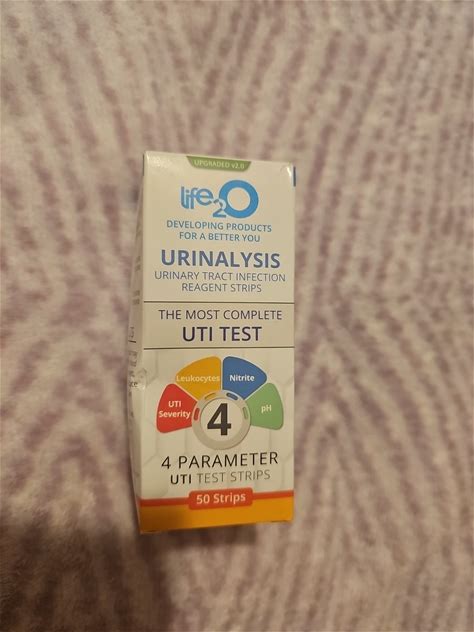 UPGRADED v2.0
life2O
DEVELOPING PRODUCTS
FOR A BETTER YOU
URINALYSIS
URINARY TRACT INFECTION
REAGENT STRIPS
THE MOST COMPLETE
UTI TEST
Leukocytes
Nitrite
UTI
Severity
pH
4
4 PARAMETER
UTI TEST STRIPS
50 Strips